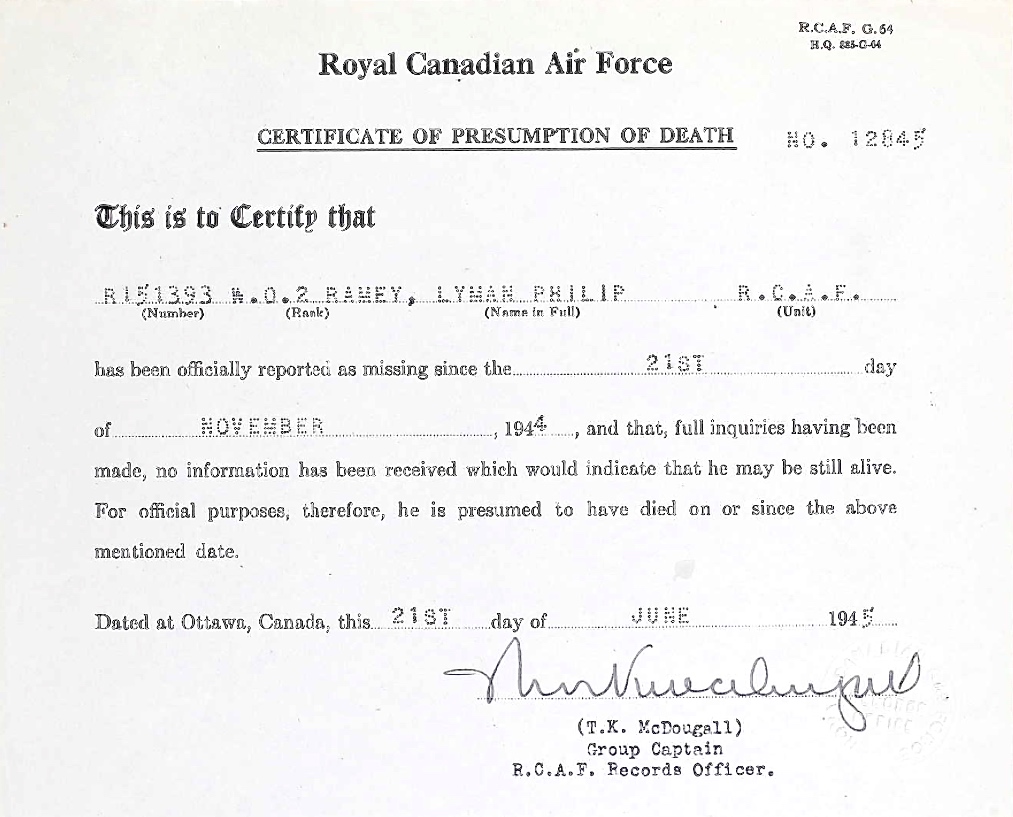 R.C.A.F. G.64
H.Q. 885-G-64
Royal Canadian Air Force
CERTIFICATE OF PRESUMPTION OF DEATH NO. 12845
This is to Certify that
R151393 W.O.2 RAMEY, LYMAN PHILIP R.C.A.F.
(Number) (Rank) (Name in Full) (Unit)
has been officially reported as missing since the 21ST day
of NOVEMBER, 1944, and that, full inquiries having been
made, no information has been received which would indicate that he may be still alive.
For official purposes, therefore, he is presumed to have died on or since the above
mentioned date.
Dated at Ottawa, Canada, this 21ST day of JUNE 1945
(T.K. McDougall)
Group Captain
R.C.A.F. Records Officer.